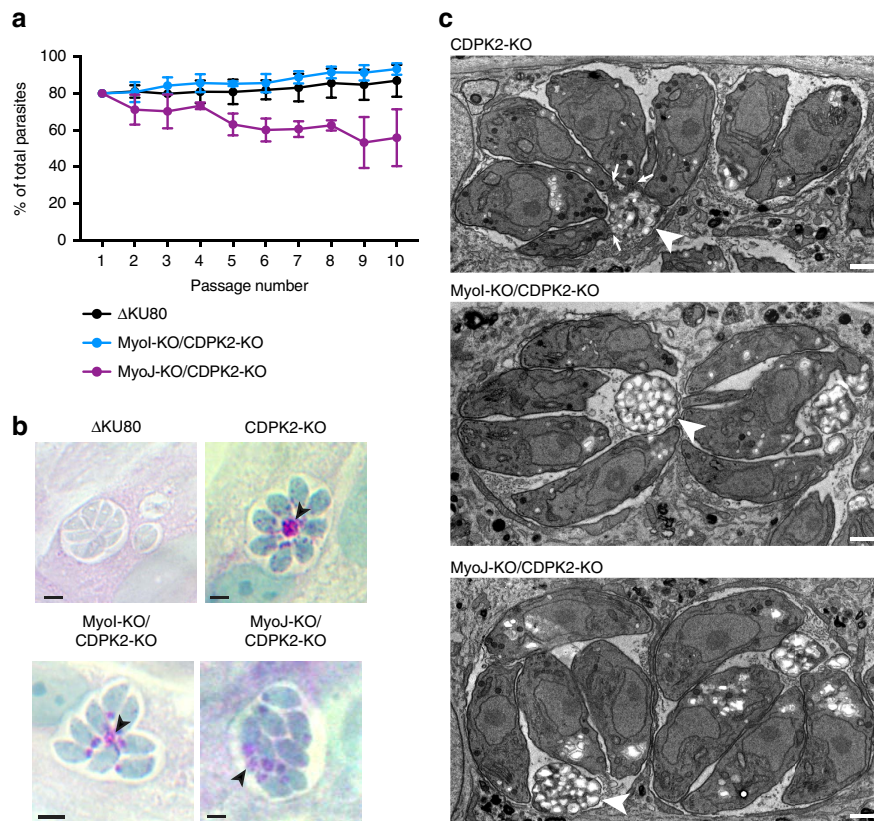 a
100
80
60
40
20
0
% of total parasites
1 2 3 4 5 6 7 8 9 10
Passage number
ΔKU80
MyoI-KO/CDPK2-KO
MyoJ-KO/CDPK2-KO
b
ΔKU80
CDPK2-KO
MyoI-KO/
CDPK2-KO
MyoJ-KO/
CDPK2-KO
c
CDPK2-KO
MyoI-KO/CDPK2-KO
MyoJ-KO/CDPK2-KO